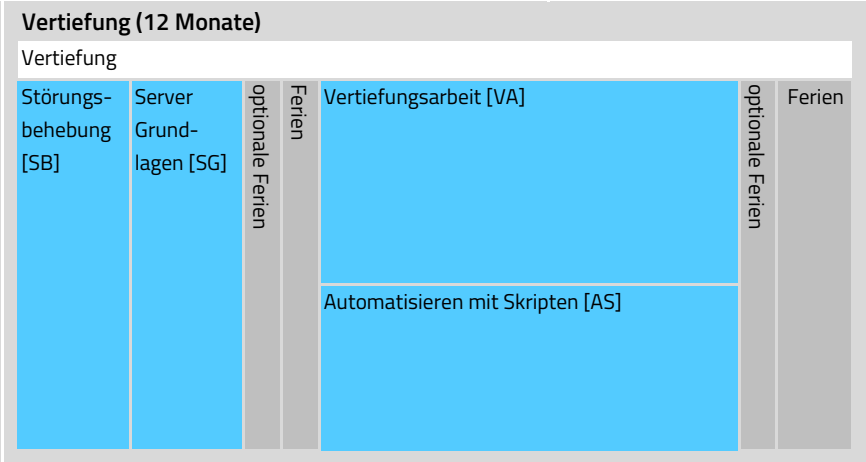 Vertiefung (12 Monate)
Vertiefung
Störungs-
behebung
[SB]
Server
Grund-
lagen [SG]
optionale Ferien
Ferien
Vertiefungsarbeit [VA]
Automatisieren mit Skripten [AS]
optionale Ferien
Ferien